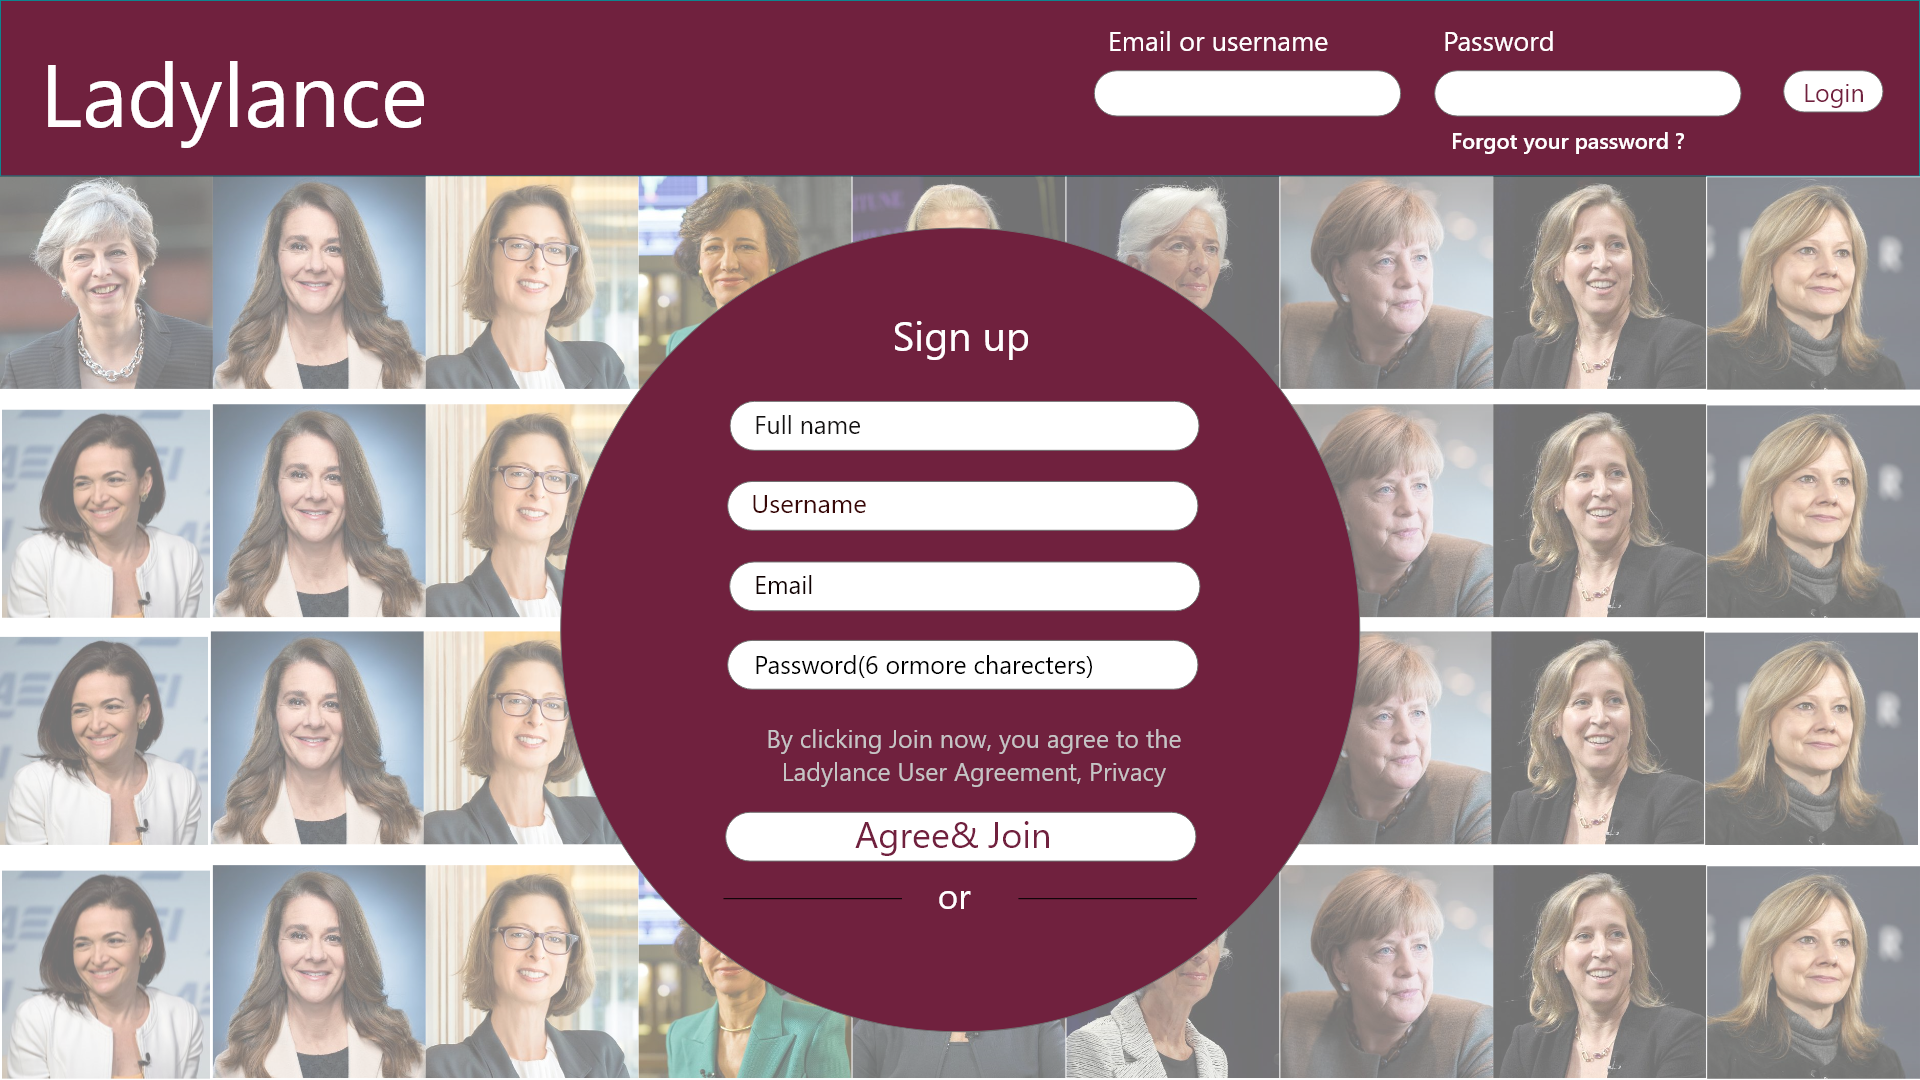 Ladylance
Email or username
Password
Login
Forgot your password ?
Sign up
Full name
Username
Email
Password(6 ormore charecters)
By clicking Join now, you agree to the
Ladylance User Agreement, Privacy
Agree& Join
or